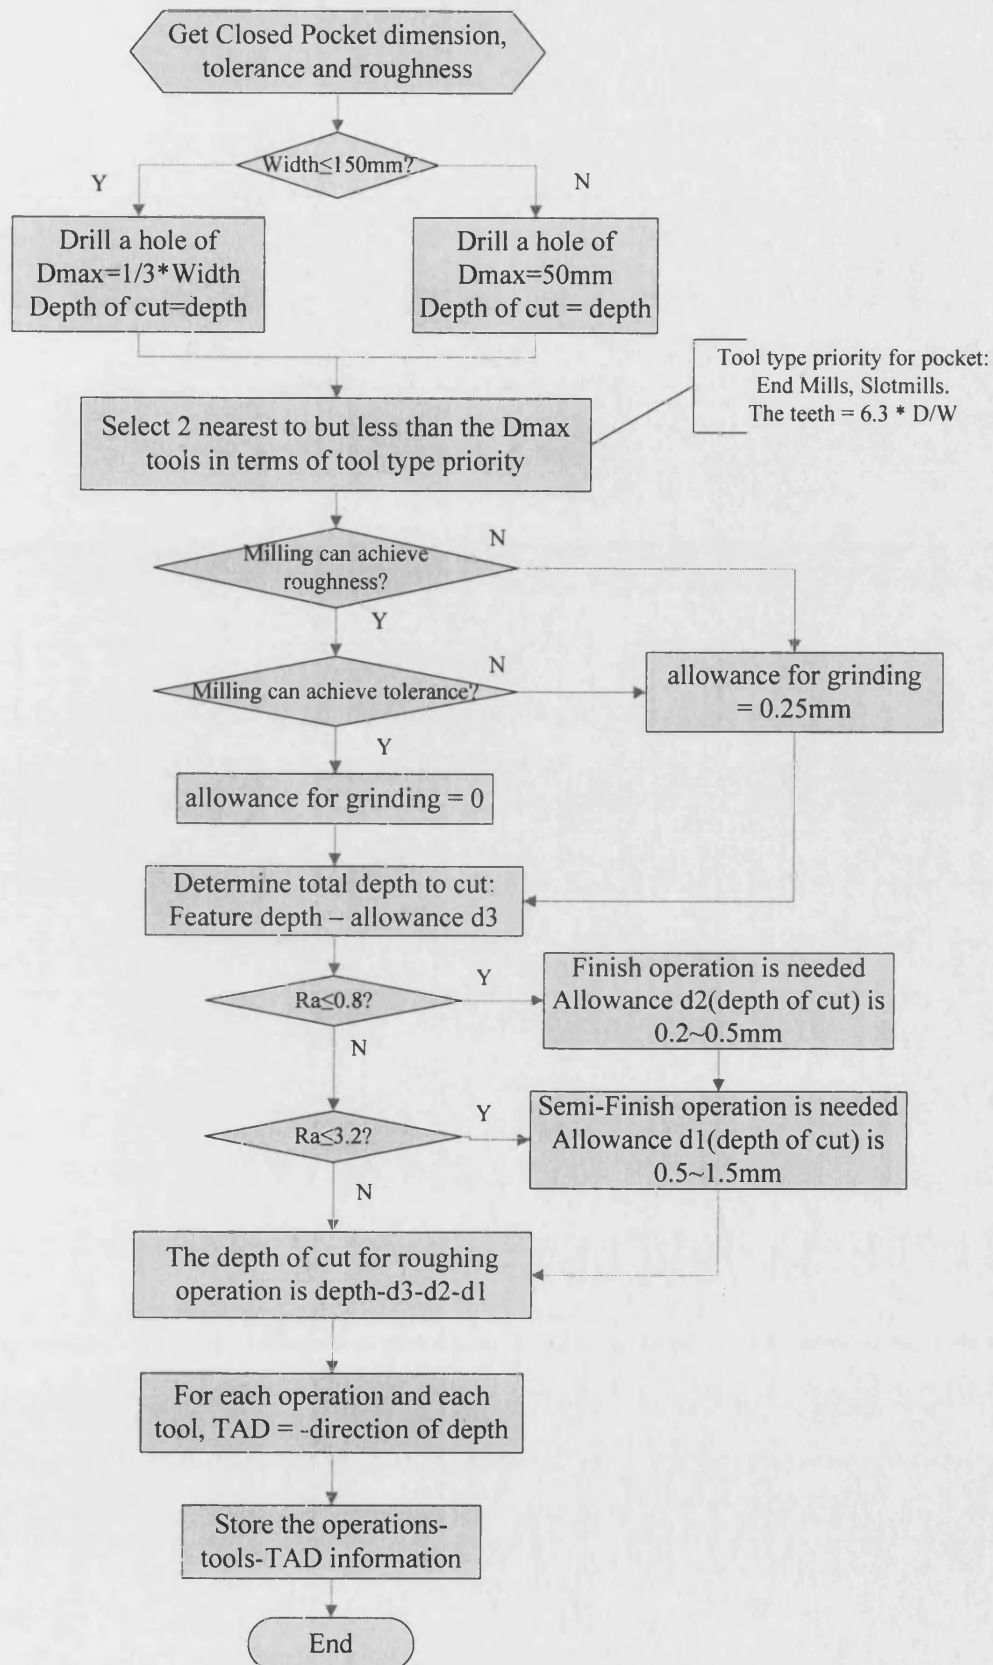 Get Closed Pocket dimension,
tolerance and roughness
Width≤150mm?
Y
N
Drill a hole of
Dmax=1/3*Width
Depth of cut=depth
Drill a hole of
Dmax=50mm
Depth of cut = depth
Tool type priority for pocket:
End Mills, Slotmills.
The teeth = 6.3 * D/W
Select 2 nearest to but less than the Dmax
tools in terms of tool type priority
Milling can achieve
roughness?
N
Y
Milling can achieve tolerance?
N
Y
allowance for grinding
= 0.25mm
allowance for grinding = 0
Determine total depth to cut:
Feature depth – allowance d3
Ra≤0.8?
Y
N
Finish operation is needed
Allowance d2(depth of cut) is
0.2~0.5mm
Ra≤3.2?
Y
N
Semi-Finish operation is needed
Allowance d1(depth of cut) is
0.5~1.5mm
The depth of cut for roughing
operation is depth-d3-d2-d1
For each operation and each
tool, TAD = -direction of depth
Store the operations-
tools-TAD information
End